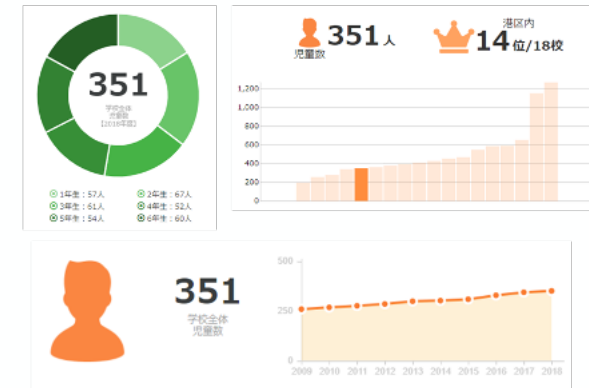 351
学校全体
児童数
【2018年度】
1年生:57人
2年生:67人
3年生:61人
4年生:52人
5年生:54人
6年生:60人
351人
児童数
港区内
14位/18校
1,200
1,000
800
600
400
200
0
351
学校全体
児童数
500
250
0
2009 2010 2011 2012 2013 2014 2015 2016 2017 2018